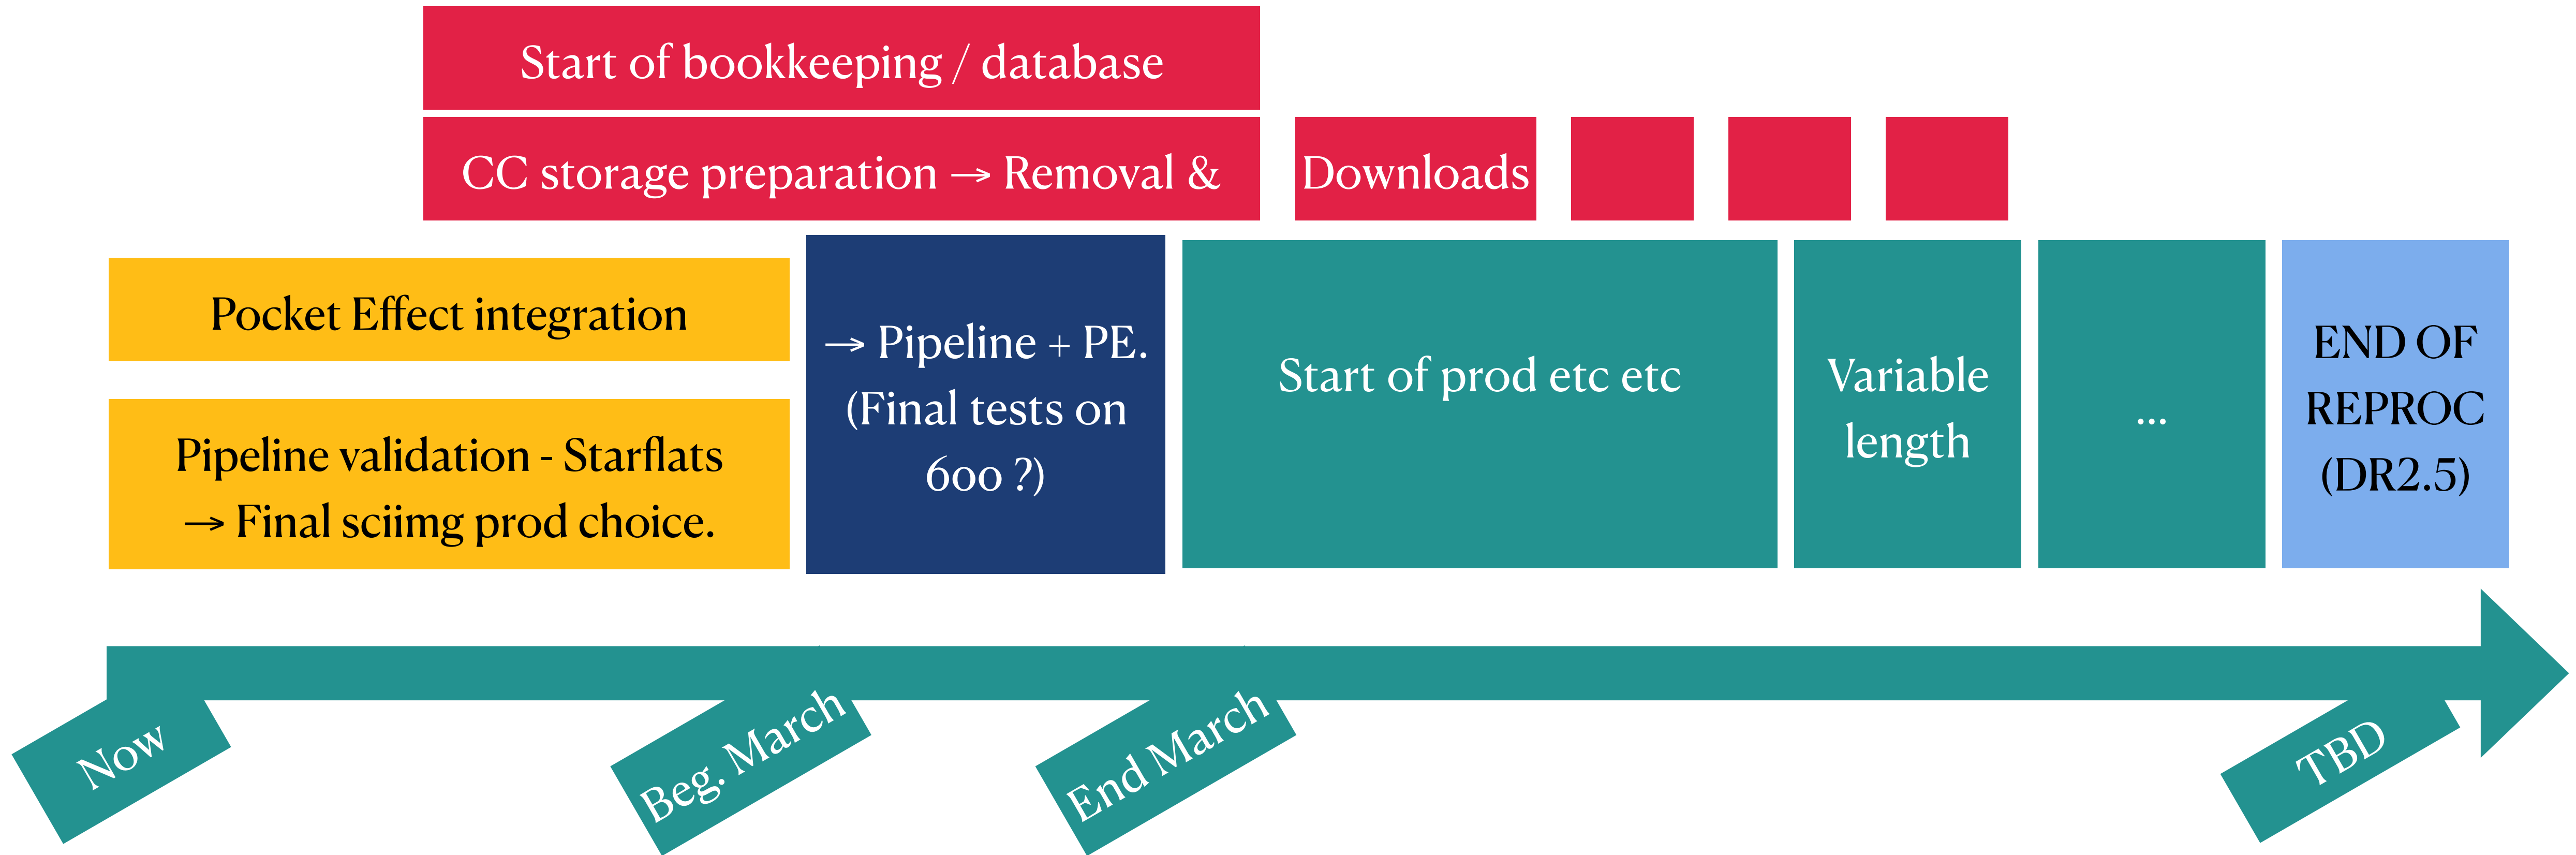 Start of bookkeeping / database
CC storage preparation → Removal &
Downloads
Pocket Effect integration
Pipeline validation - Starflats
→ Final sciimg prod choice.
→ Pipeline + PE.
(Final tests on
600 ?)
Start of prod etc etc
Variable
length
...
END OF
REPROC
(DR2.5)
Now
Beg. March
End March
TBD